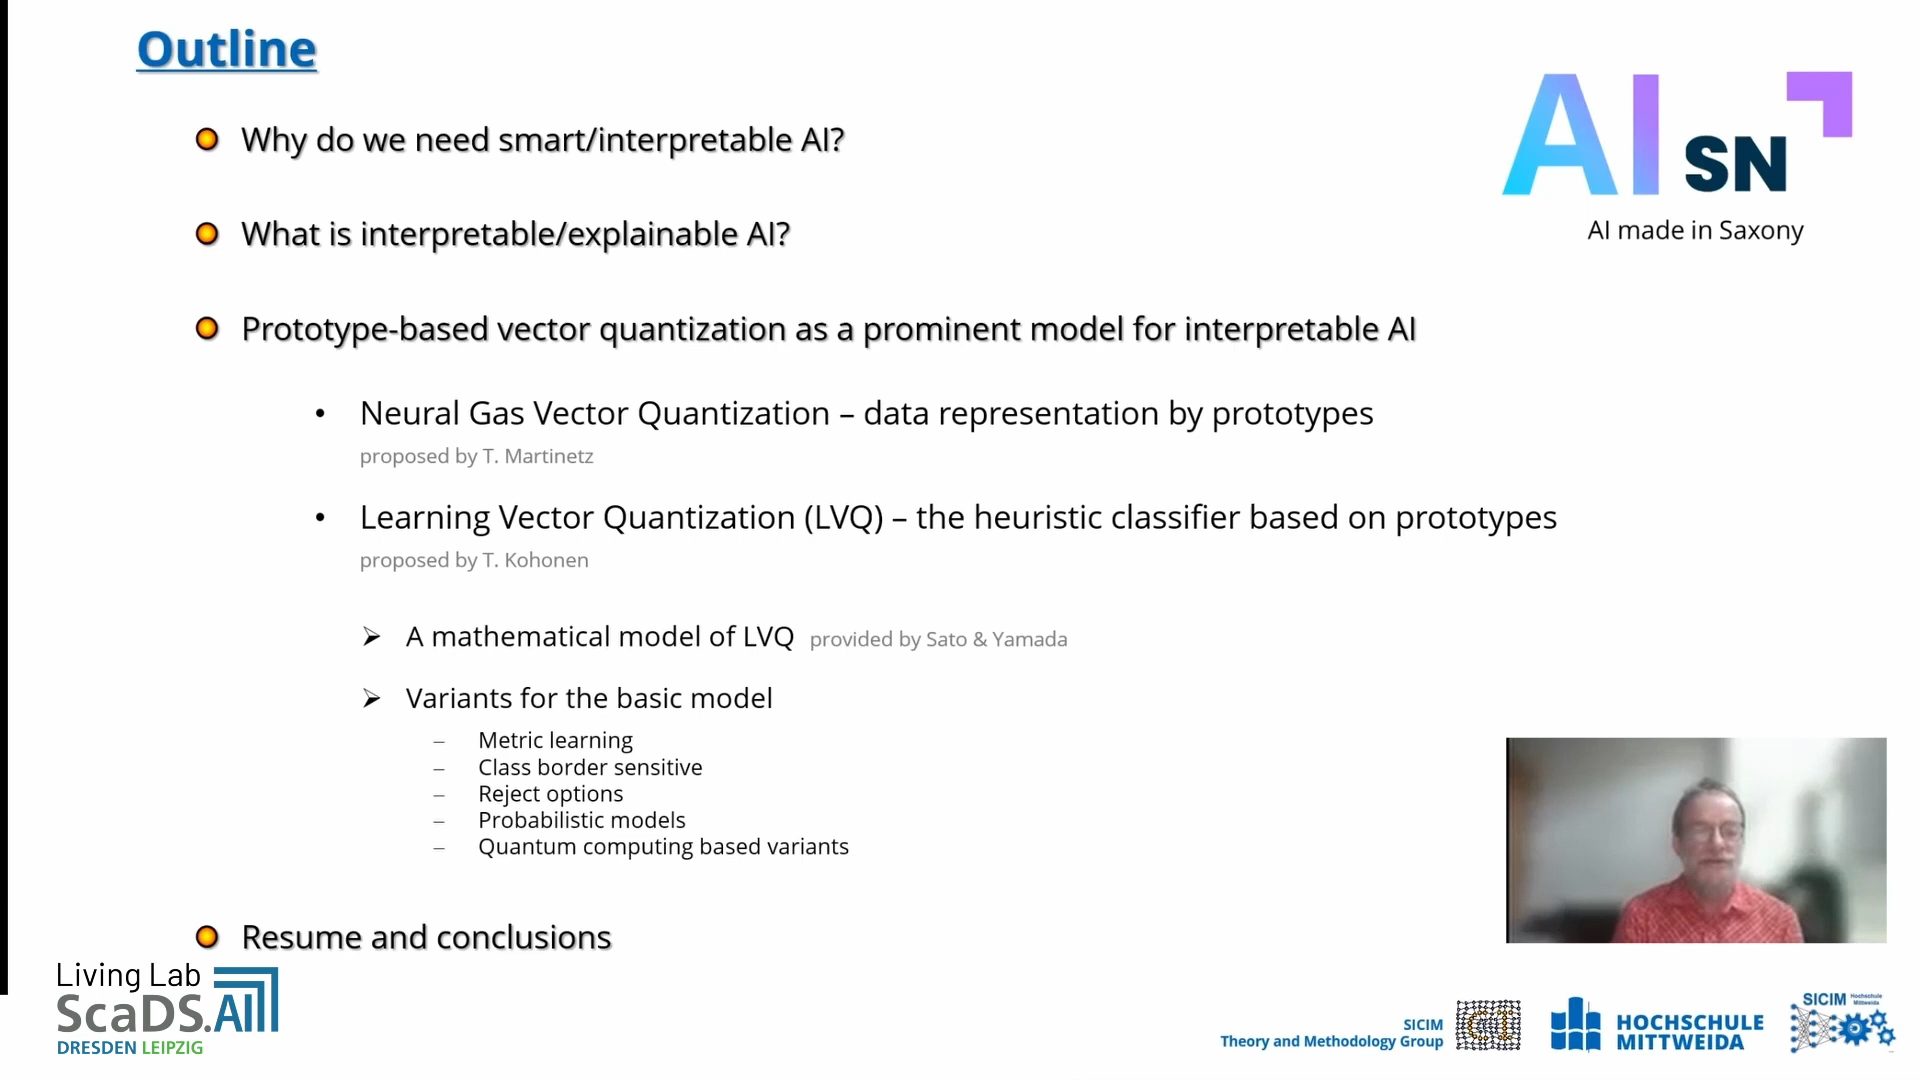 Outline
Why do we need smart/interpretable AI?
What is interpretable/explainable AI?
Prototype-based vector quantization as a prominent model for interpretable AI
• Neural Gas Vector Quantization – data representation by prototypes
proposed by T. Martinetz
• Learning Vector Quantization (LVQ) – the heuristic classifier based on prototypes
proposed by T. Kohonen
➢ A mathematical model of LVQ provided by Sato & Yamada
➢ Variants for the basic model
– Metric learning
– Class border sensitive
– Reject options
– Probabilistic models
– Quantum computing based variants
Resume and conclusions
AI SN
AI made in Saxony
Living Lab
ScaDS.AI
DRESDEN LEIPZIG
SICIM
Theory and Methodology Group
CI
HOCHSCHULE
MITTWEIDA
SICIM Hochschule
Mittweida